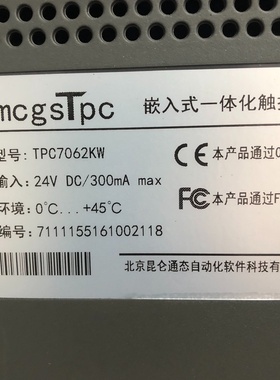 mcgsTpc 嵌入式一体化触
型号: TPC7062KW
输入: 24V DC/300mA max
环境: 0℃... +45℃
编号: 7111155161002118
CE 本产品通过C
FC 本产品通过F
北京昆仑通态自动化软件科技有